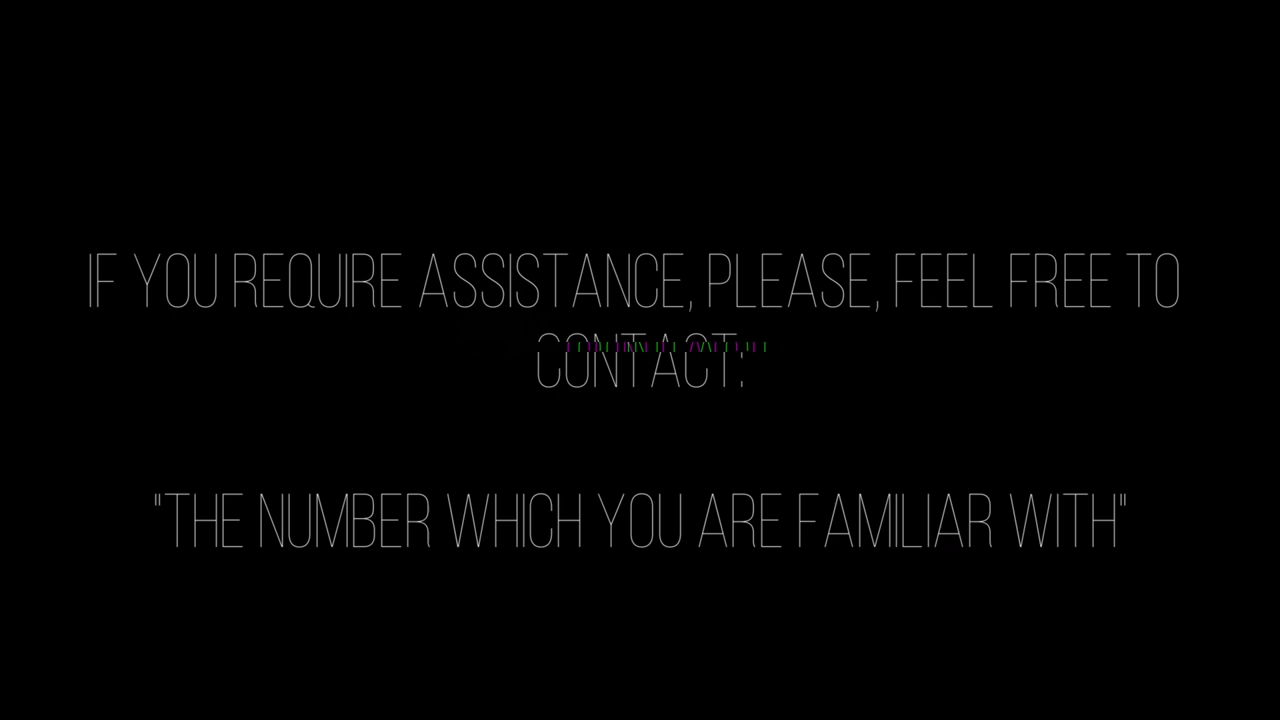 IF YOU REQUIRE ASSISTANCE, PLEASE, FEEL FREE TO
CONTACT:
"THE NUMBER WHICH YOU ARE FAMILIAR WITH"